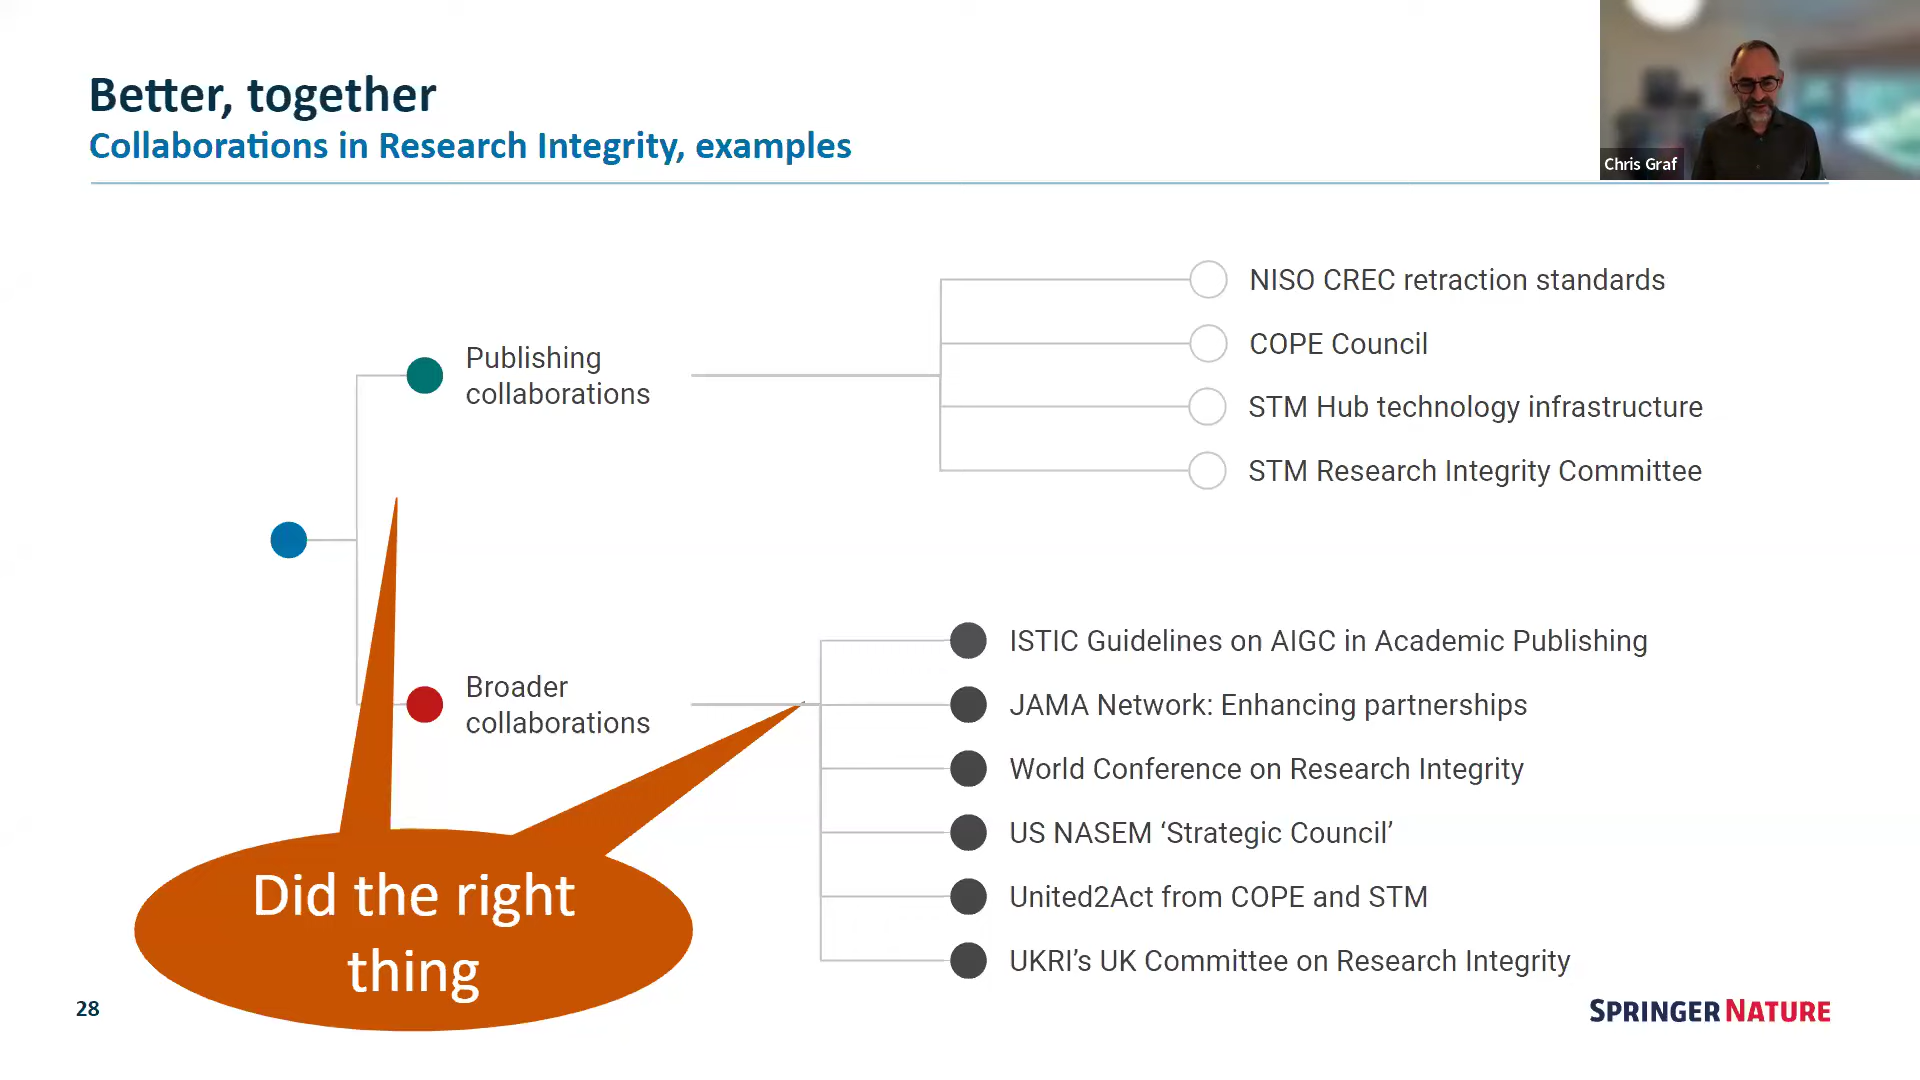 Better, together
Collaborations in Research Integrity, examples
Chris Graf
Publishing
collaborations
NISO CREC retraction standards
COPE Council
STM Hub technology infrastructure
STM Research Integrity Committee
Broader
collaborations
ISTIC Guidelines on AIGC in Academic Publishing
JAMA Network: Enhancing partnerships
World Conference on Research Integrity
US NASEM ‘Strategic Council’
United2Act from COPE and STM
UKRI’s UK Committee on Research Integrity
Did the right
thing
28
SPRINGER NATURE